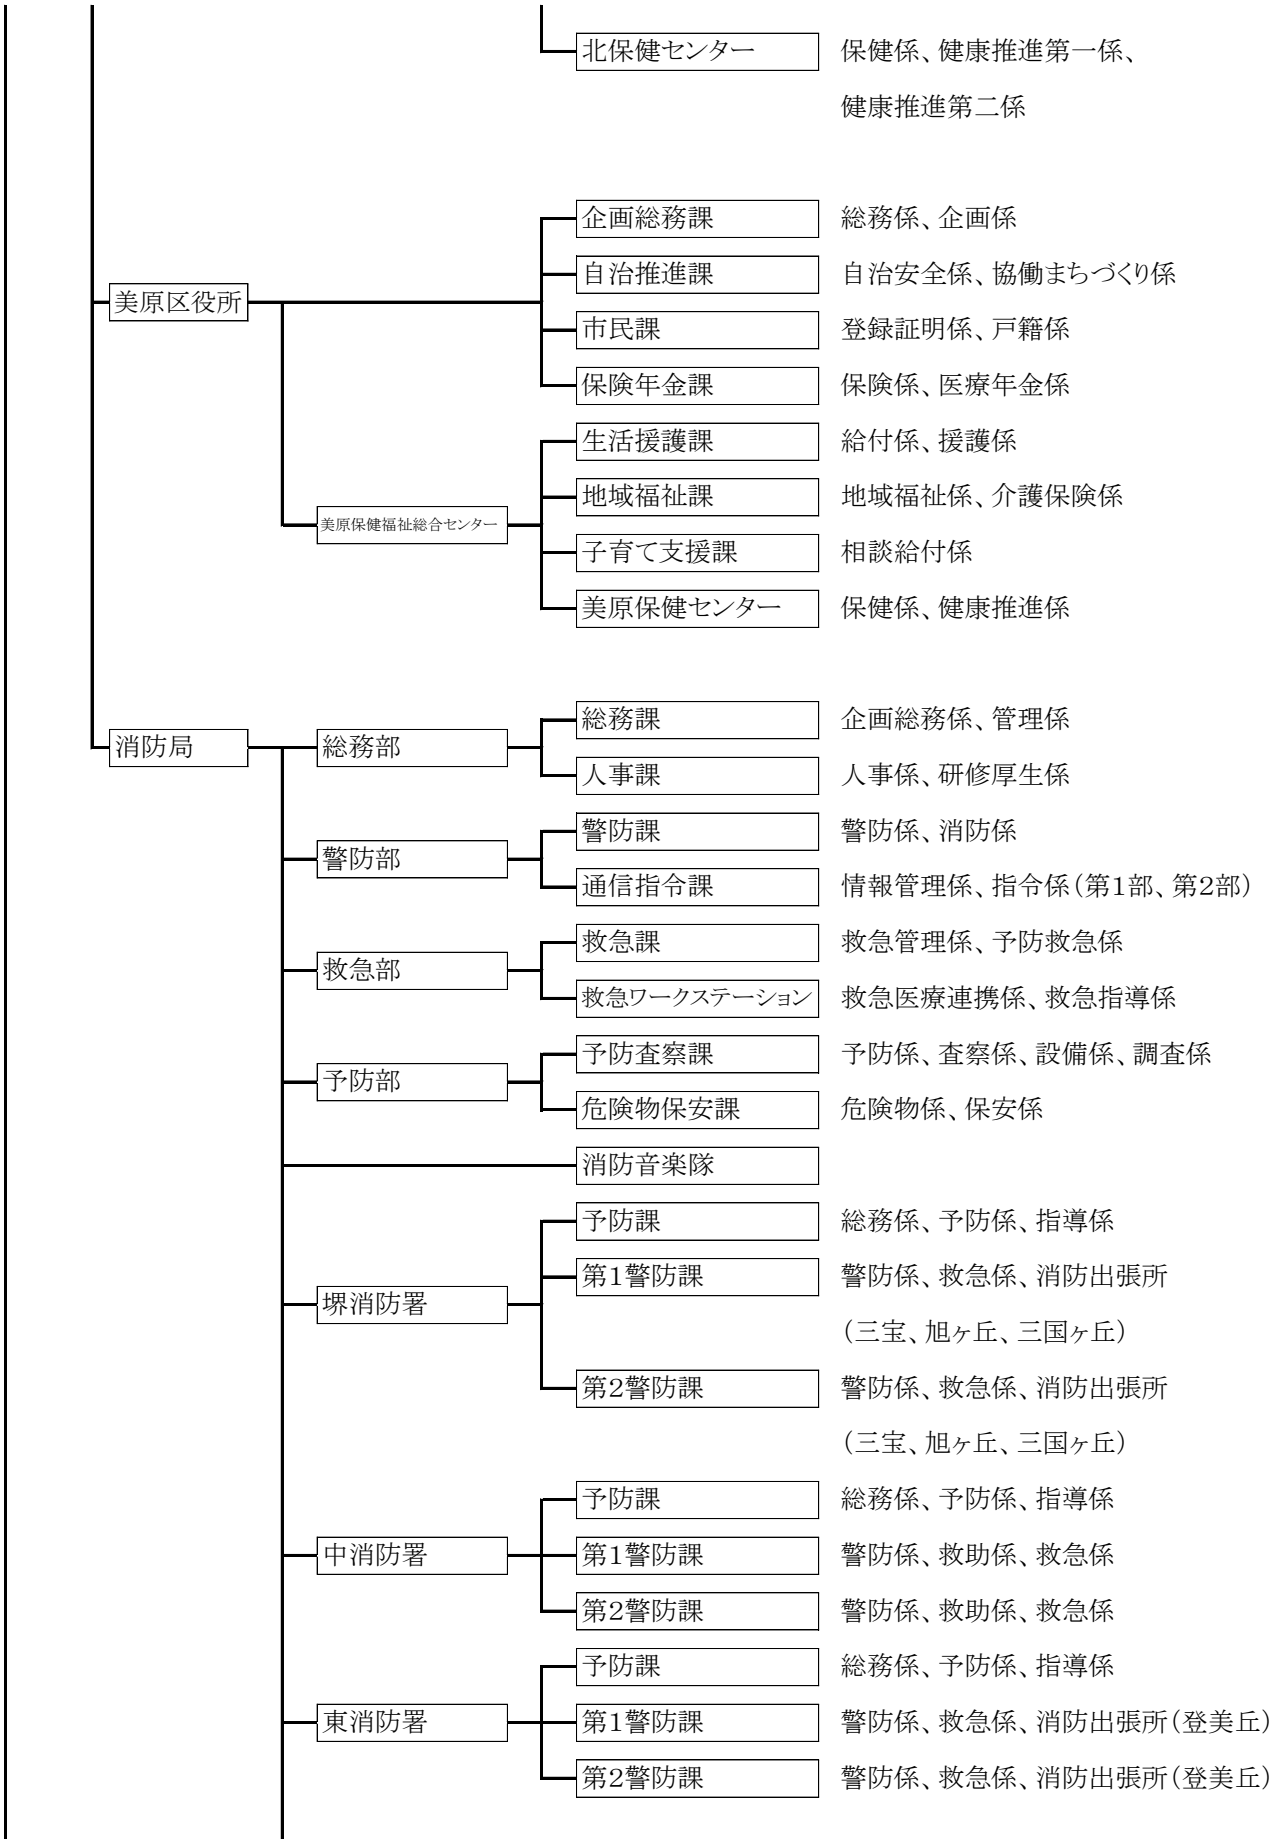 北保健センター 保健係、健康推進第一係、
健康推進第二係
企画総務課 総務係、企画係
自治推進課 自治安全係、協働まちづくり係
美原区役所
市民課 登録証明係、戸籍係
保険年金課 保険係、医療年金係
生活援護課 給付係、援護係
地域福祉課 地域福祉係、介護保険係
美原保健福祉総合センター
子育て支援課 相談給付係
美原保健センター 保健係、健康推進係
総務課 企画総務係、管理係
消防局 総務部
人事課 人事係、研修厚生係
警防課 警防係、消防係
警防部
通信指令課 情報管理係、指令係(第1部、第2部)
救急課 救急管理係、予防救急係
救急部
救急ワークステーション 救急医療連携係、救急指導係
予防査察課 予防係、査察係、設備係、調査係
予防部
危険物保安課 危険物係、保安係
消防音楽隊
予防課 総務係、予防係、指導係
第1警防課 警防係、救急係、消防出張所
堺消防署
(三宝、旭ヶ丘、三国ヶ丘)
第2警防課 警防係、救急係、消防出張所
(三宝、旭ヶ丘、三国ヶ丘)
予防課 総務係、予防係、指導係
中消防署 第1警防課 警防係、救助係、救急係
第2警防課 警防係、救助係、救急係
予防課 総務係、予防係、指導係
東消防署 第1警防課 警防係、救急係、消防出張所(登美丘)
第2警防課 警防係、救急係、消防出張所(登美丘)